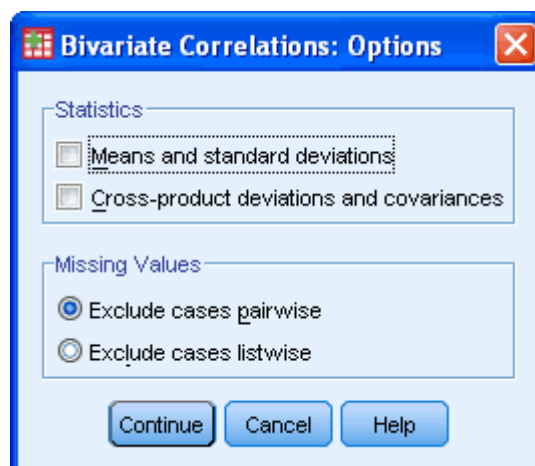 Bivariate Correlations: Options
Statistics
Means and standard deviations
Cross-product deviations and covariances
Missing Values
Exclude cases pairwise
Exclude cases listwise
Continue Cancel Help